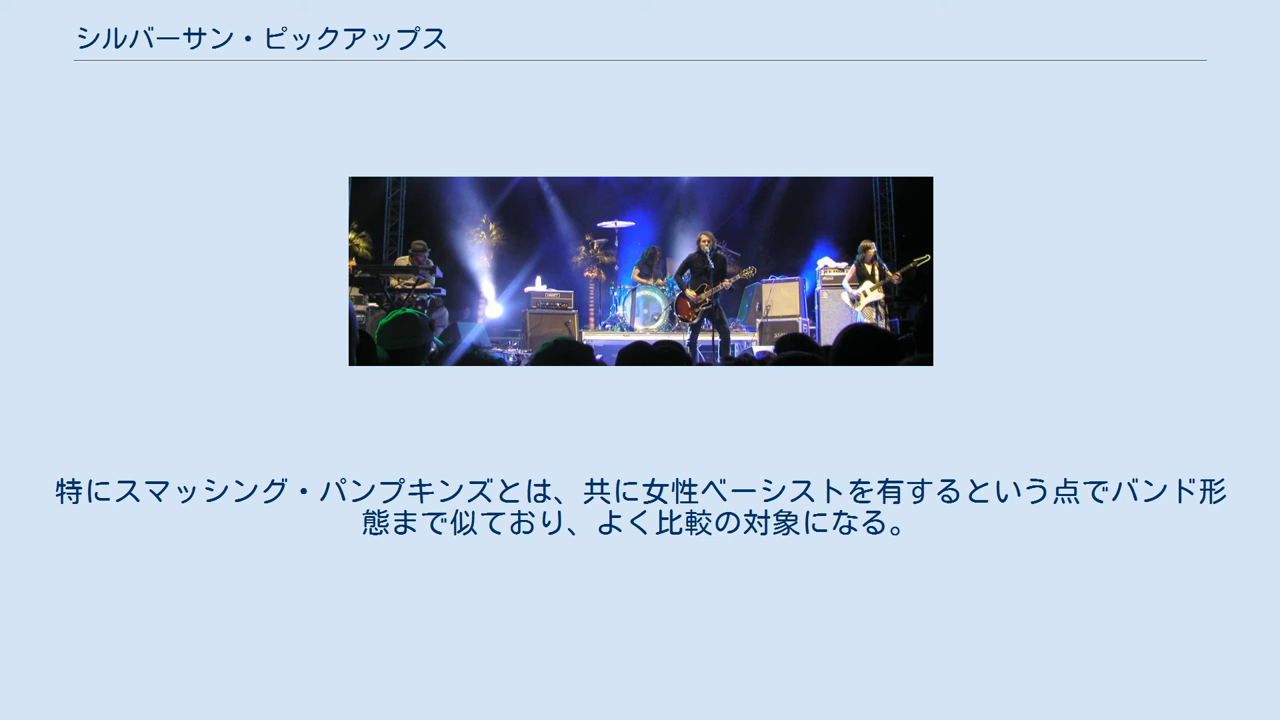 シルバーサン・ピックアップス
特にスマッシング・パンプキンズとは、共に女性ベーシストを有するという点でバンド形
態まで似ており、よく比較の対象になる。